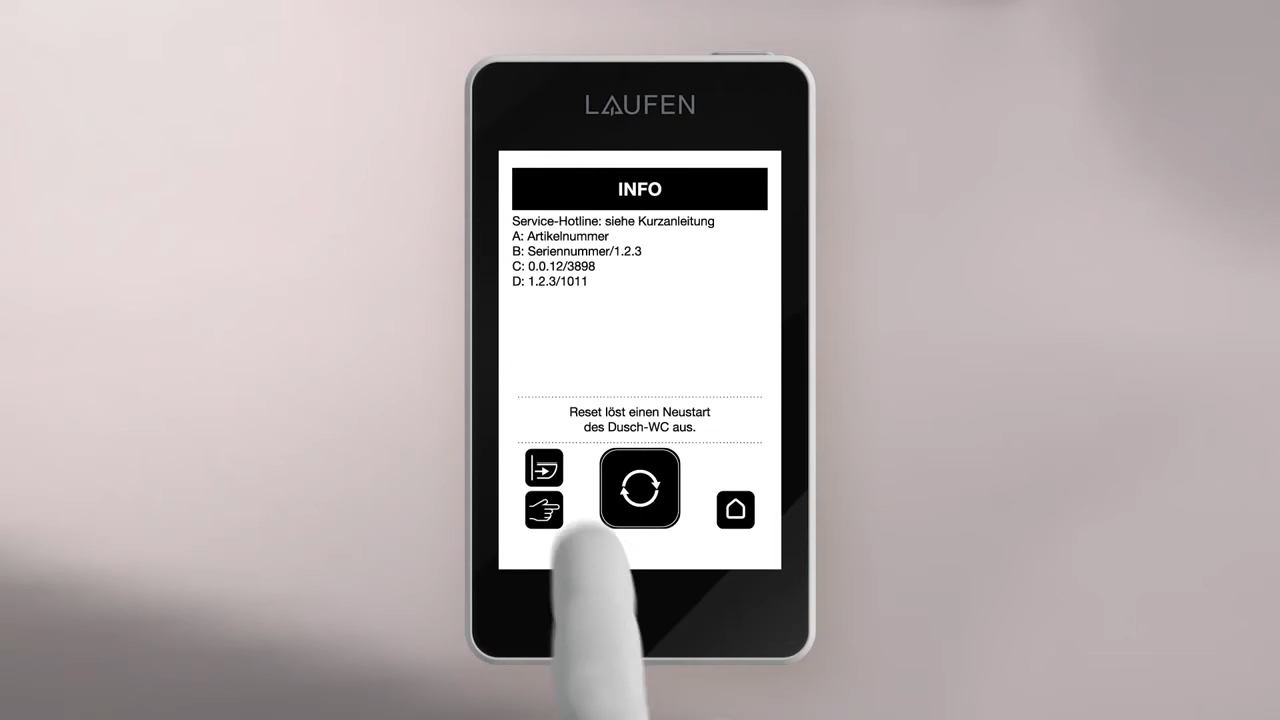 LAUFEN
INFO
Service-Hotline: siehe Kurzanleitung
A: Artikelnummer
B: Seriennummer/1.2.3
C: 0.0.12/3898
D: 1.2.3/1011
Reset löst einen Neustart
des Dusch-WC aus.